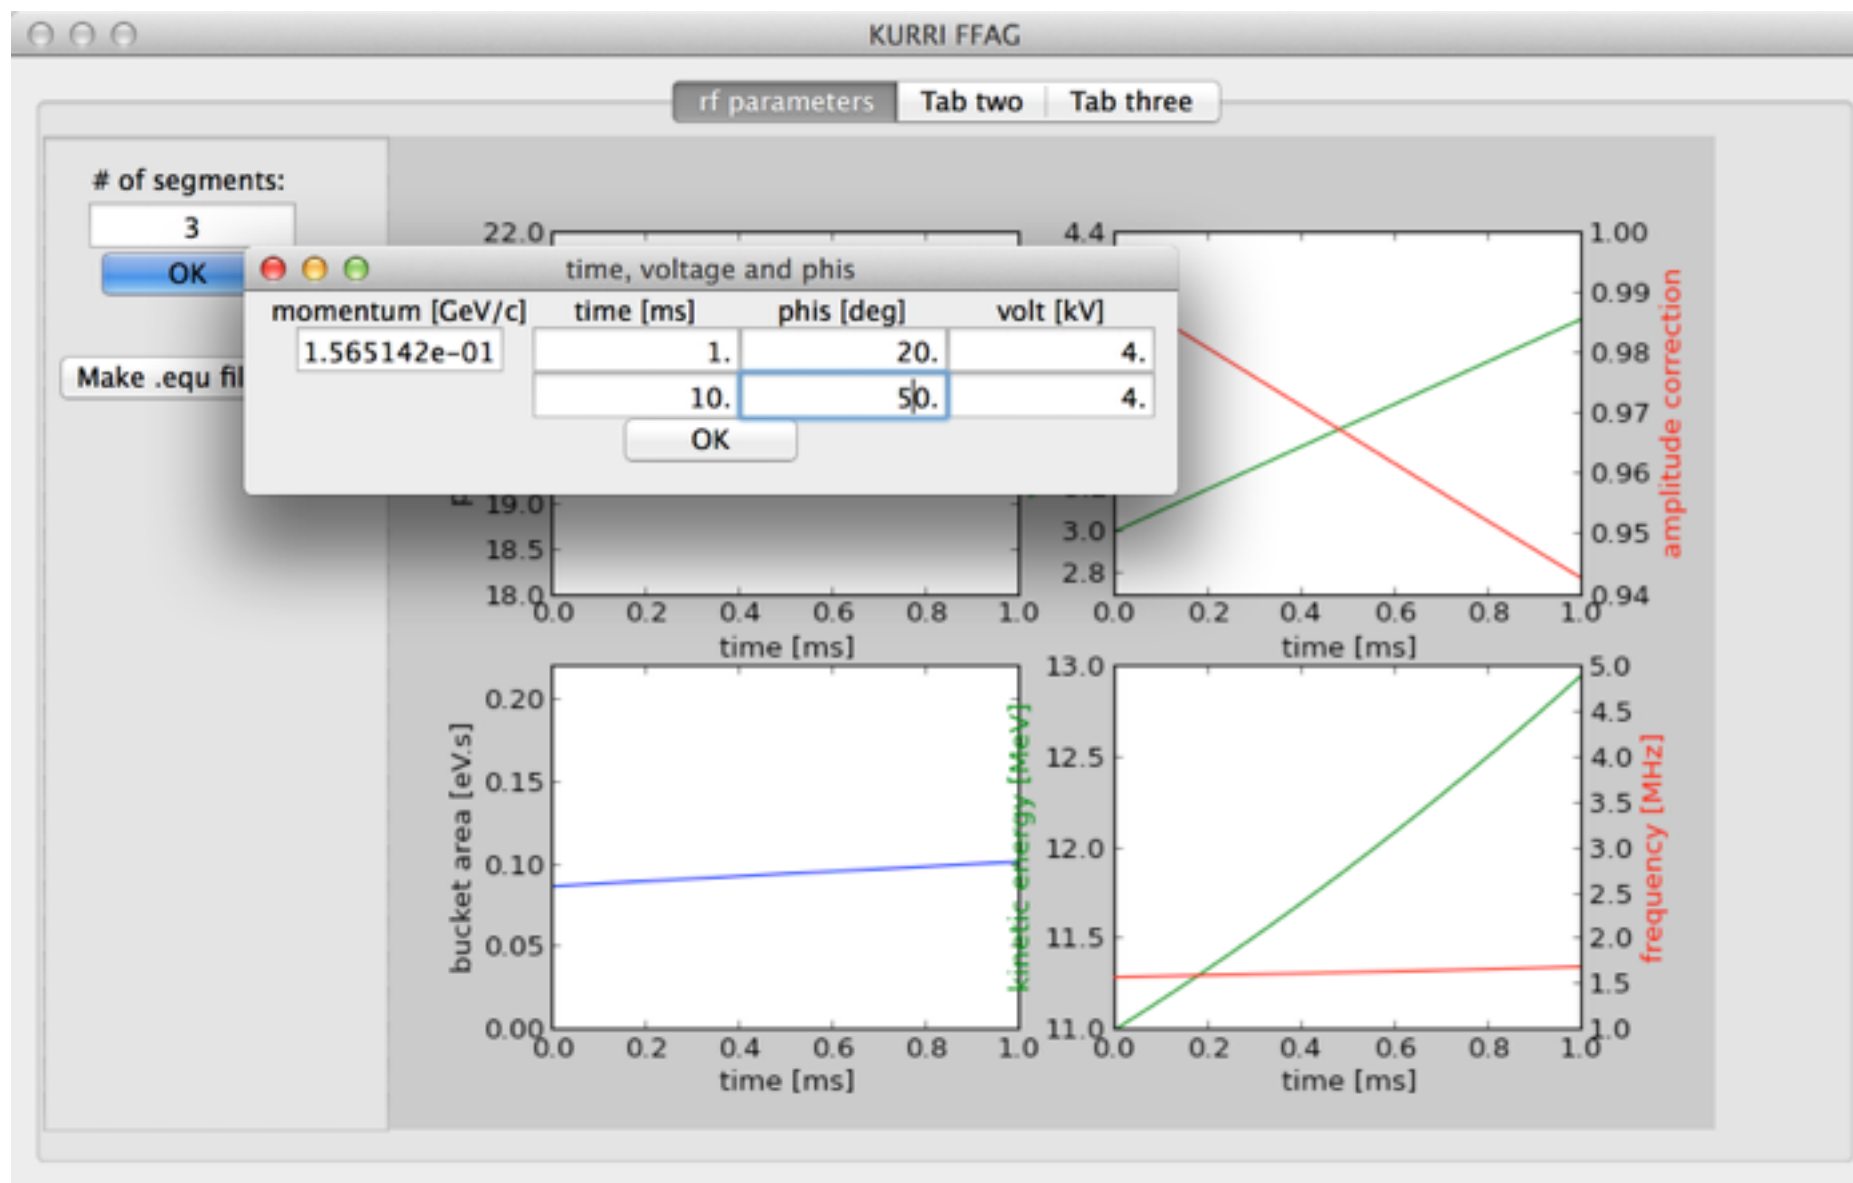 KURRI FFAG
rf parameters Tab two Tab three
# of segments:
3
OK
Make .equ fil
time, voltage and phis
momentum [GeV/c] time [ms] phis [deg] volt [kV]
1.565142e-01 1. 20. 4.
10. 50. 4.
OK
22.0
19.0
18.5
18.0
0.0 0.2 0.4 0.6 0.8 1.0
time [ms]
4.4
3.0
2.8
1.00
0.99
0.98
0.97
0.96
0.95
0.94
amplitude correction
0.0 0.2 0.4 0.6 0.8 1.0
time [ms]
bucket area [eV.s]
0.20
0.15
0.10
0.05
0.00
0.0 0.2 0.4 0.6 0.8 1.0
time [ms]
kinetic energy [MeV]
13.0
12.5
12.0
11.5
11.0
5.0
4.5
4.0
3.5
3.0
2.5
2.0
1.5
1.0
frequency [MHz]
0.0 0.2 0.4 0.6 0.8 1.0
time [ms]